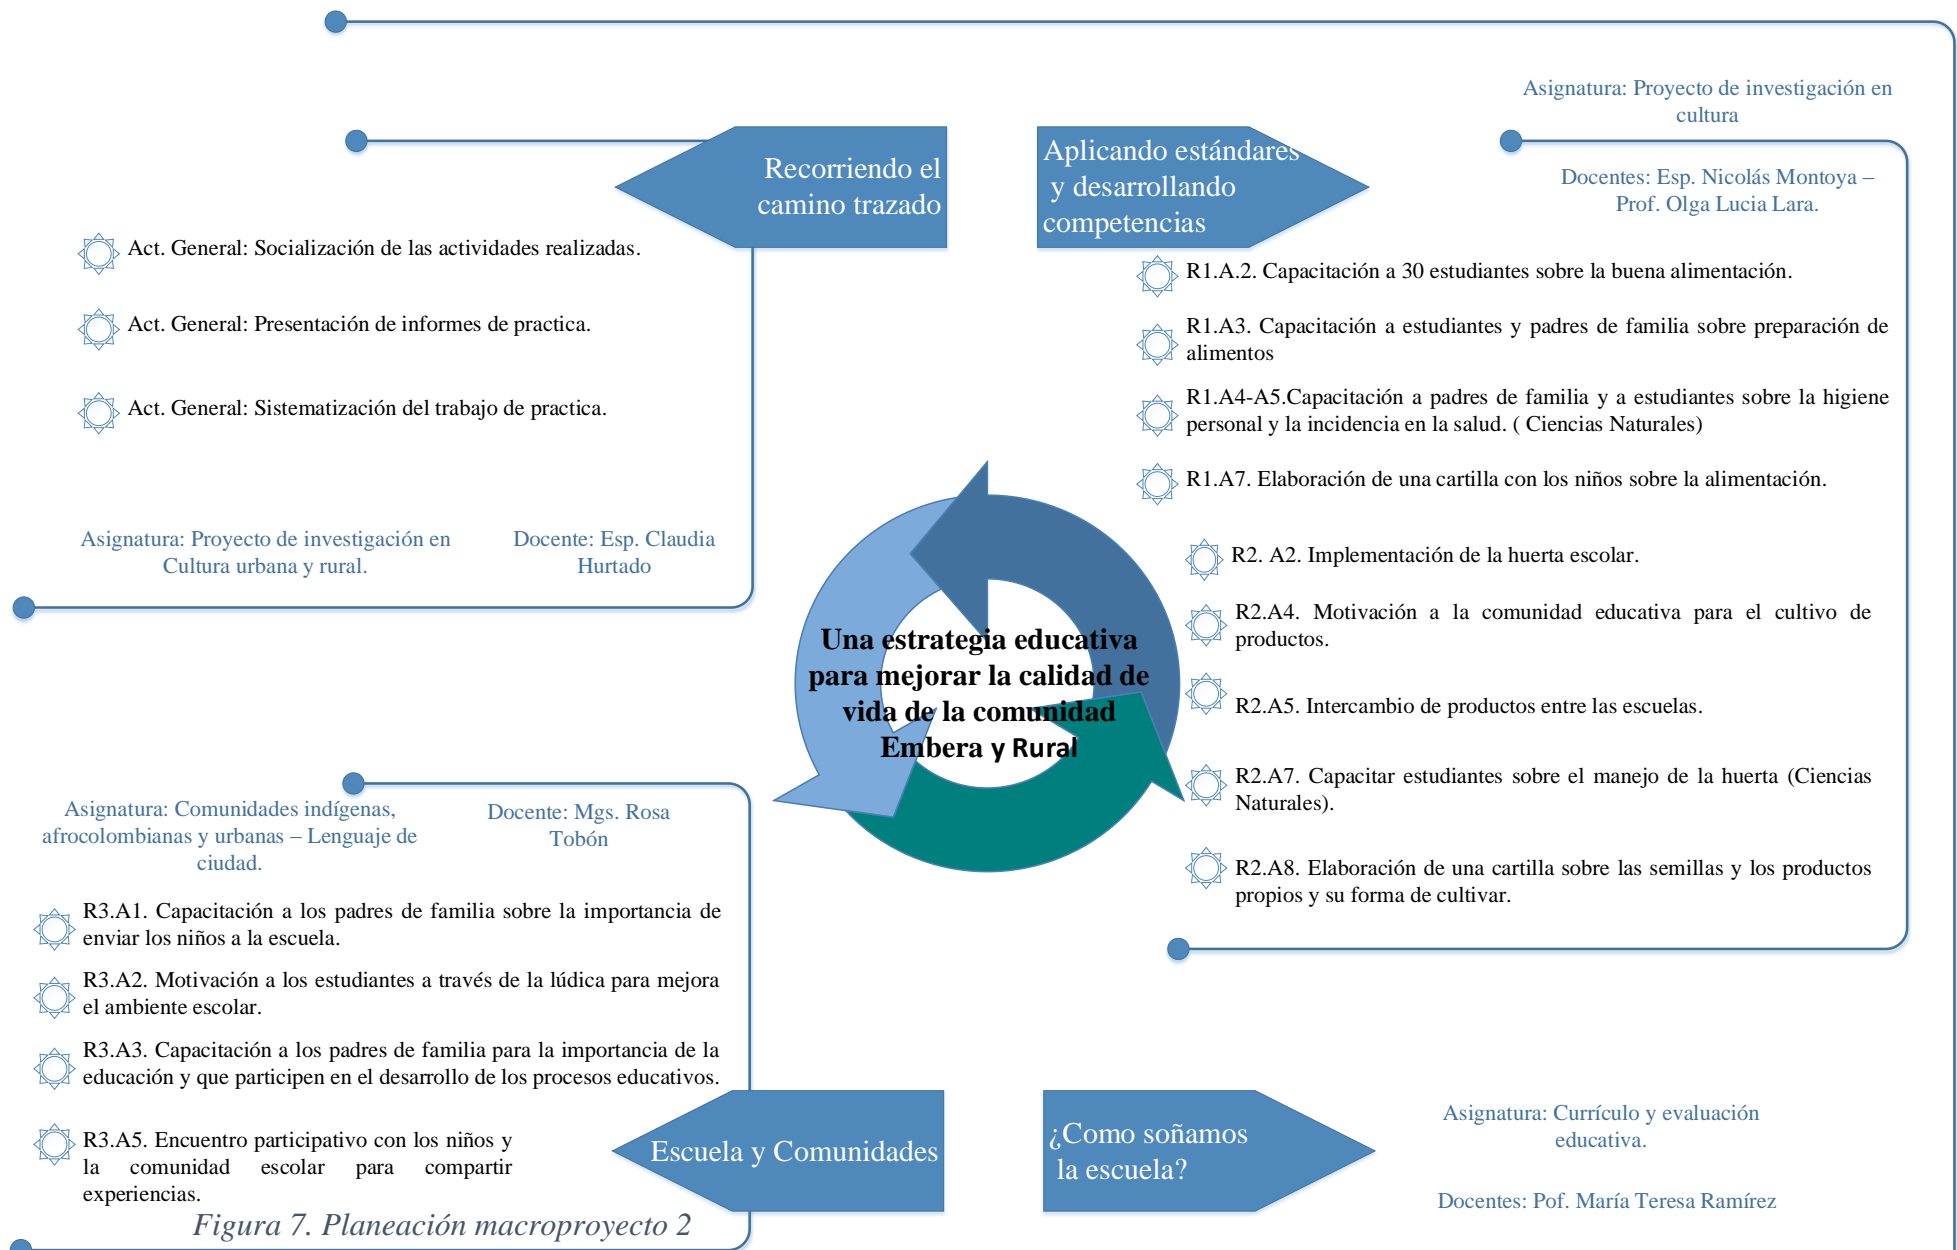 Recorriendo el
camino trazado
Act. General: Socialización de las actividades realizadas.
Act. General: Presentación de informes de practica.
Act. General: Sistematización del trabajo de practica.
Asignatura: Proyecto de investigación en
Cultura urbana y rural.
Docente: Esp. Claudia
Hurtado
Aplicando estándares
y desarrollando
competencias
Asignatura: Proyecto de investigación en
cultura
Docentes: Esp. Nicolás Montoya –
Prof. Olga Lucia Lara.
R1.A.2. Capacitación a 30 estudiantes sobre la buena alimentación.
R1.A3. Capacitación a estudiantes y padres de familia sobre preparación de
alimentos
R1.A4-A5.Capacitación a padres de familia y a estudiantes sobre la higiene
personal y la incidencia en la salud. ( Ciencias Naturales)
R1.A7. Elaboración de una cartilla con los niños sobre la alimentación.
R2. A2. Implementación de la huerta escolar.
R2.A4. Motivación a la comunidad educativa para el cultivo de
productos.
R2.A5. Intercambio de productos entre las escuelas.
R2.A7. Capacitar estudiantes sobre el manejo de la huerta (Ciencias
Naturales).
R2.A8. Elaboración de una cartilla sobre las semillas y los productos
propios y su forma de cultivar.
Una estrategia educativa
para mejorar la calidad de
vida de la comunidad
Embera y Rural
Asignatura: Comunidades indígenas,
afrocolombianas y urbanas – Lenguaje de
ciudad.
Docente: Mgs. Rosa
Tobón
R3.A1. Capacitación a los padres de familia sobre la importancia de
enviar los niños a la escuela.
R3.A2. Motivación a los estudiantes a través de la lúdica para mejora
el ambiente escolar.
R3.A3. Capacitación a los padres de familia para la importancia de la
educación y que participen en el desarrollo de los procesos educativos.
R3.A5. Encuentro participativo con los niños y
la comunidad escolar para compartir
experiencias.
Escuela y Comunidades
¿Como soñamos
la escuela?
Asignatura: Currículo y evaluación
educativa.
Docentes: Pof. María Teresa Ramírez
Figura 7. Planeación macroproyecto 2